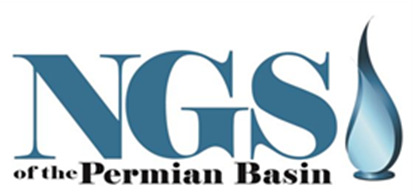 NGS
of the Permian Basin